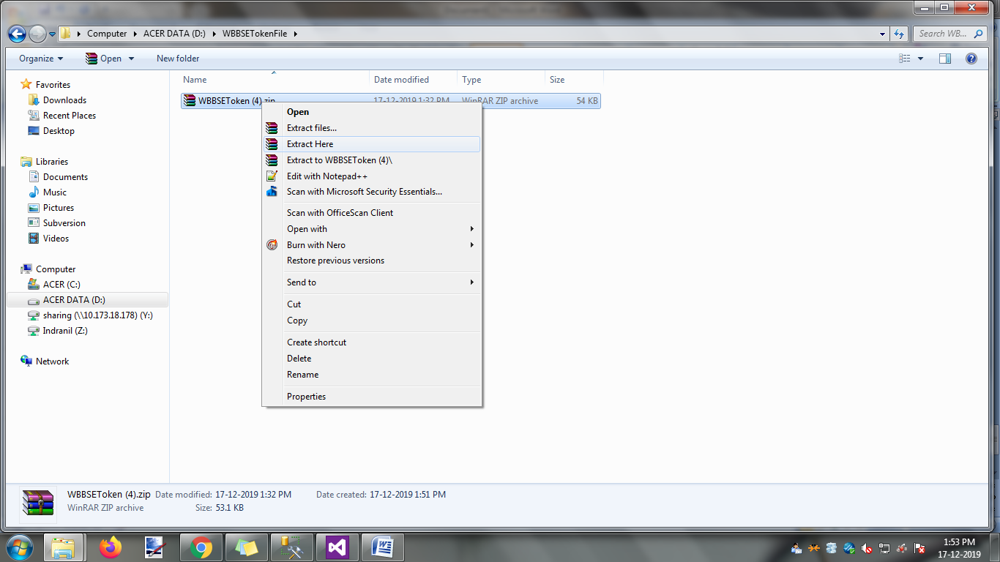 Computer ▸ ACER DATA (D:) ▸ WBBSETokenFile ▸
Search WB...
Organize Open New folder
Favorites
Downloads
Recent Places
Desktop
Libraries
Documents
Music
Pictures
Subversion
Videos
Computer
ACER (C:)
ACER DATA (D:)
sharing (\\10.173.18.178) (Y:)
Indranil (Z:)
Network
Name Date modified Type Size
WBBSEToken (4).zip 17-12-2019 1:32 PM WinRAR ZIP archive 54 KB
Open
Extract files...
Extract Here
Extract to WBBSEToken (4)\
Edit with Notepad++
Scan with Microsoft Security Essentials...
Scan with OfficeScan Client
Open with
Burn with Nero
Restore previous versions
Send to
Cut
Copy
Create shortcut
Delete
Rename
Properties
WBBSEToken (4).zip Date modified: 17-12-2019 1:32 PM Date created: 17-12-2019 1:51 PM
WinRAR ZIP archive Size: 53.1 KB
1:53 PM
17-12-2019